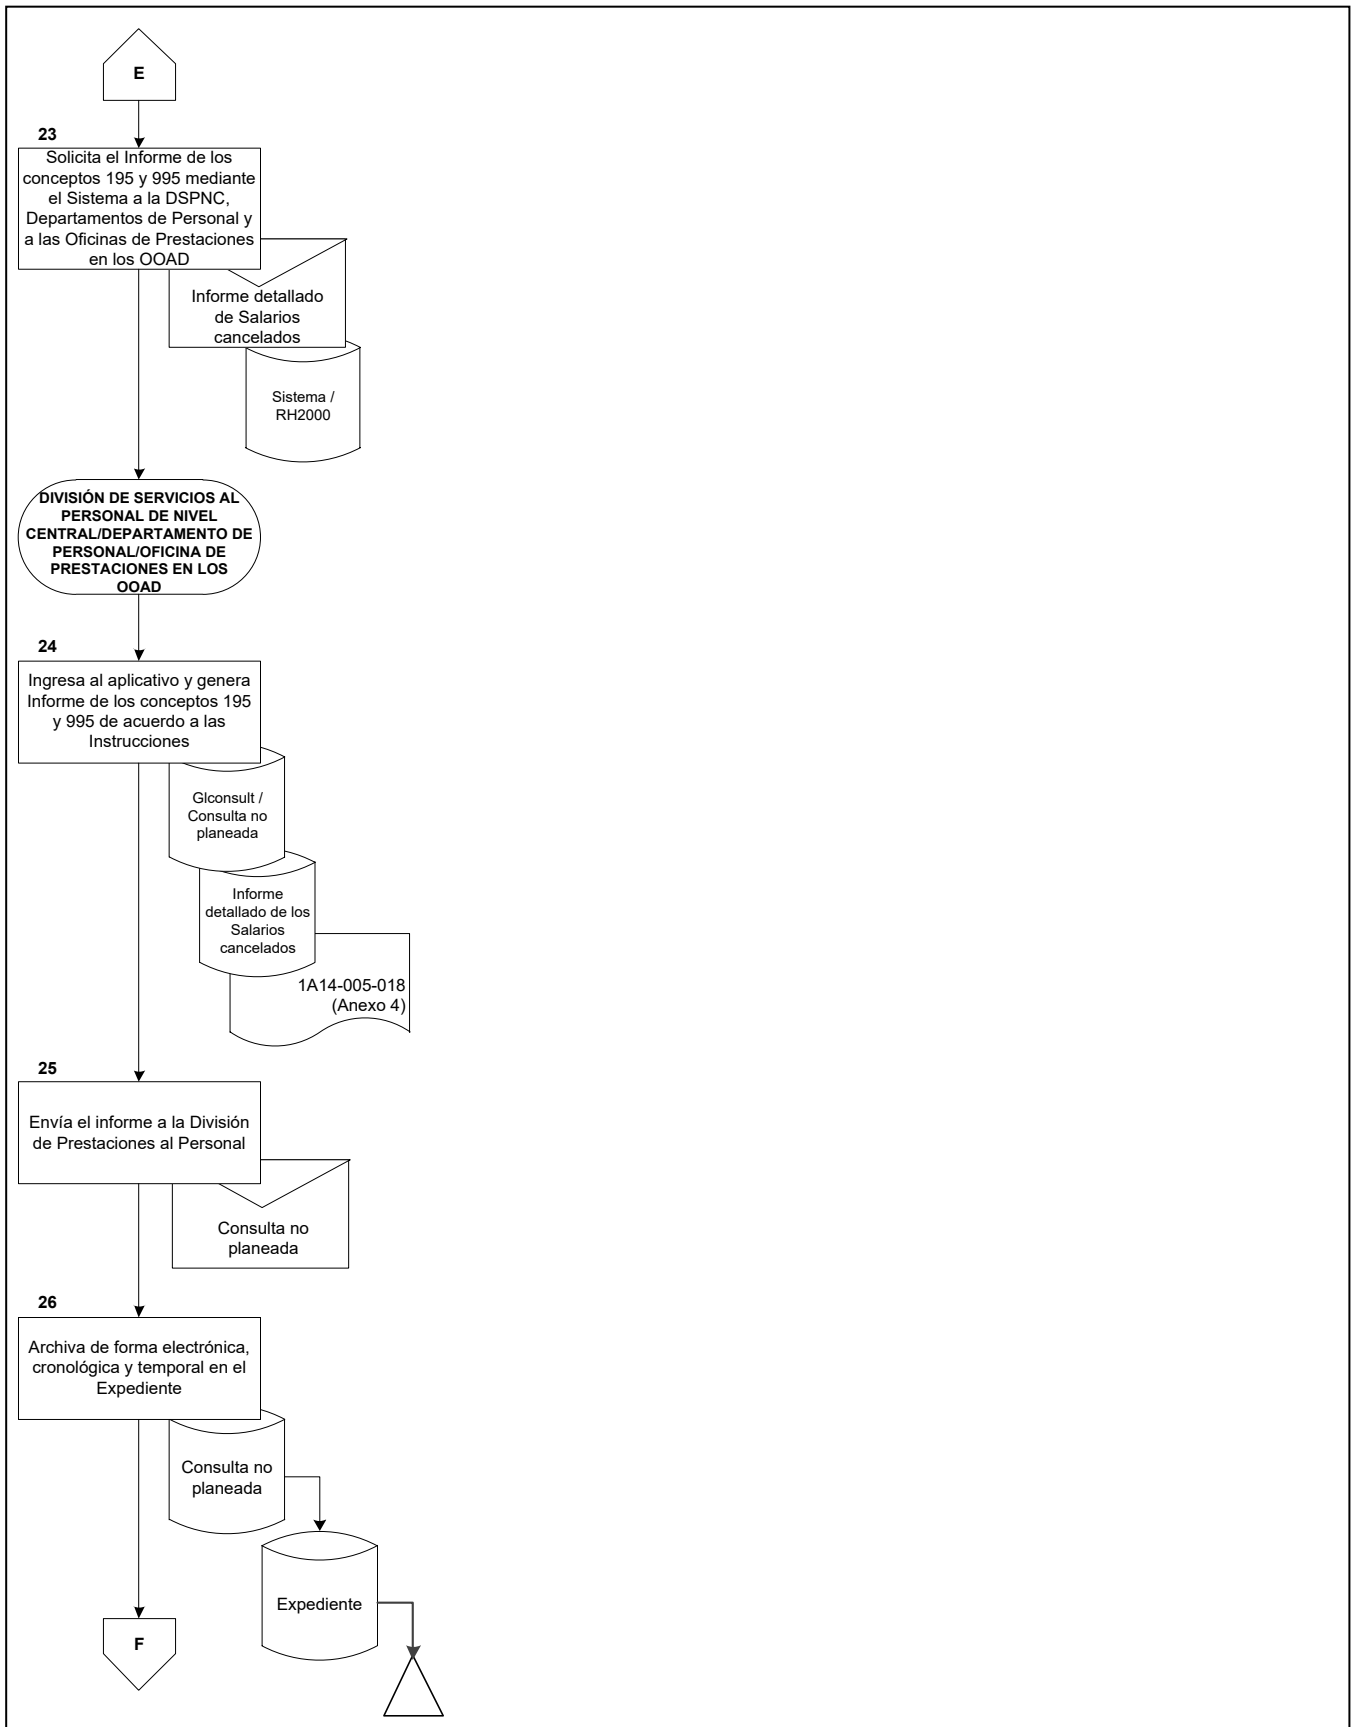 E
23
Solicita el Informe de los
conceptos 195 y 995 mediante
el Sistema a la DSPNC,
Departamentos de Personal y
a las Oficinas de Prestaciones
en los OOAD
Informe detallado
de Salarios
cancelados
Sistema /
RH2000
DIVISIÓN DE SERVICIOS AL
PERSONAL DE NIVEL
CENTRAL/DEPARTAMENTO DE
PERSONAL/OFICINA DE
PRESTACIONES EN LOS
OOAD
24
Ingresa al aplicativo y genera
Informe de los conceptos 195
y 995 de acuerdo a las
Instrucciones
Glconsult /
Consulta no
planeada
Informe
detallado de los
Salarios
cancelados
1A14-005-018
(Anexo 4)
25
Envía el informe a la División
de Prestaciones al Personal
Consulta no
planeada
26
Archiva de forma electrónica,
cronológica y temporal en el
Expediente
Consulta no
planeada
Expediente
F